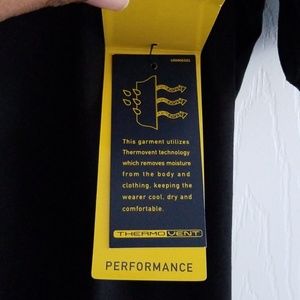 This garment utilizes
Thermovent technology
which removes moisture
from the body and
clothing, keeping the
wearer cool, dry and
comfortable.
THERMOVENT
PERFORMANCE